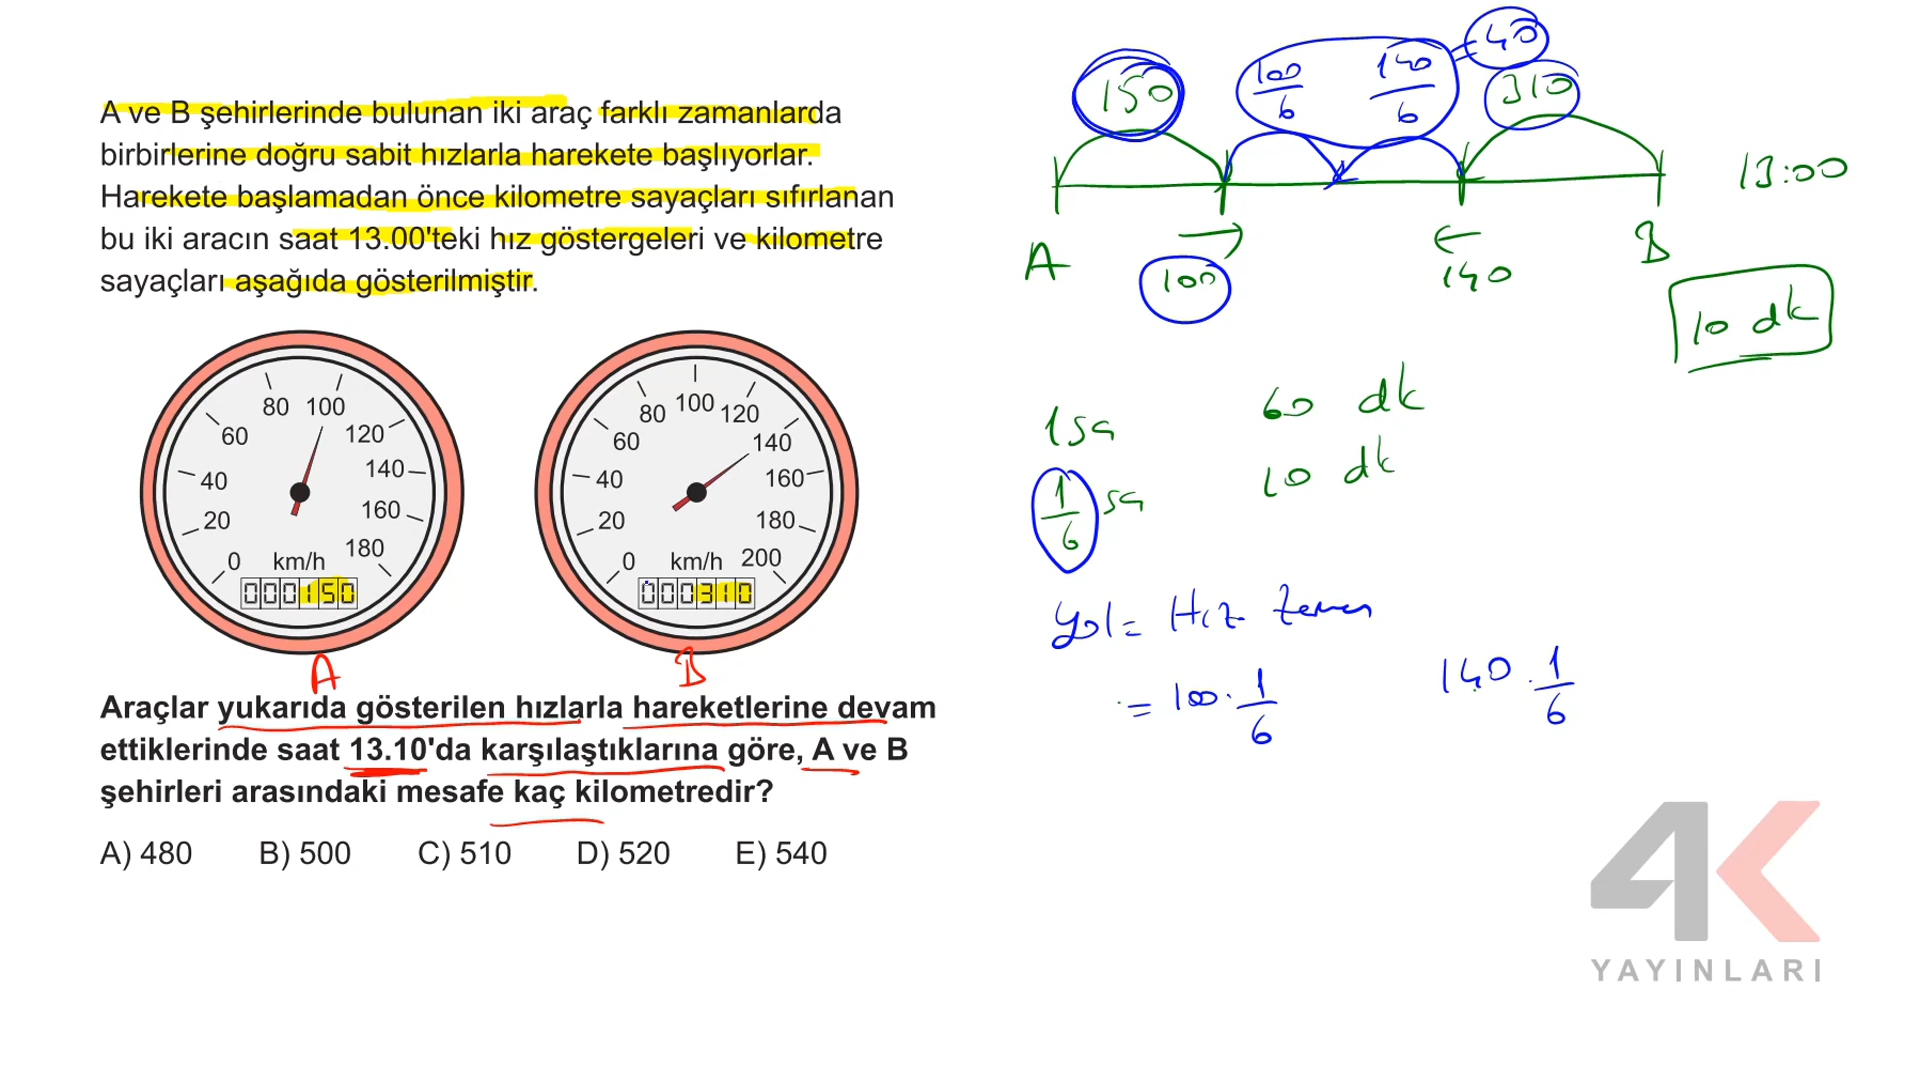 A ve B şehirlerinde bulunan iki araç farklı zamanlarda
birbirlerine doğru sabit hızlarla harekete başlıyorlar.
Harekete başlamadan önce kilometre sayaçları sıfırlanan
bu iki aracın saat 13.00'teki hız göstergeleri ve kilometre
sayaçları aşağıda gösterilmiştir.
0 20 40 60 80 100 120 140 160 180
km/h
000150
A
0 20 40 60 80 100 120 140 160 180 200
km/h
000310
B
Araçlar yukarıda gösterilen hızlarla hareketlerine devam
ettiklerinde saat 13.10'da karşılaştıklarına göre, A ve B
şehirleri arasındaki mesafe kaç kilometredir?
A) 480 B) 500 C) 510 D) 520 E) 540
150 100/6 140/6 = 40 310
13:00
A B
100 140
10 dk
1 sa 60 dk
1/6 sa 10 dk
Yol = Hız Zaman
= 100 . 1/6 140 . 1/6
4K
YAYINLARI